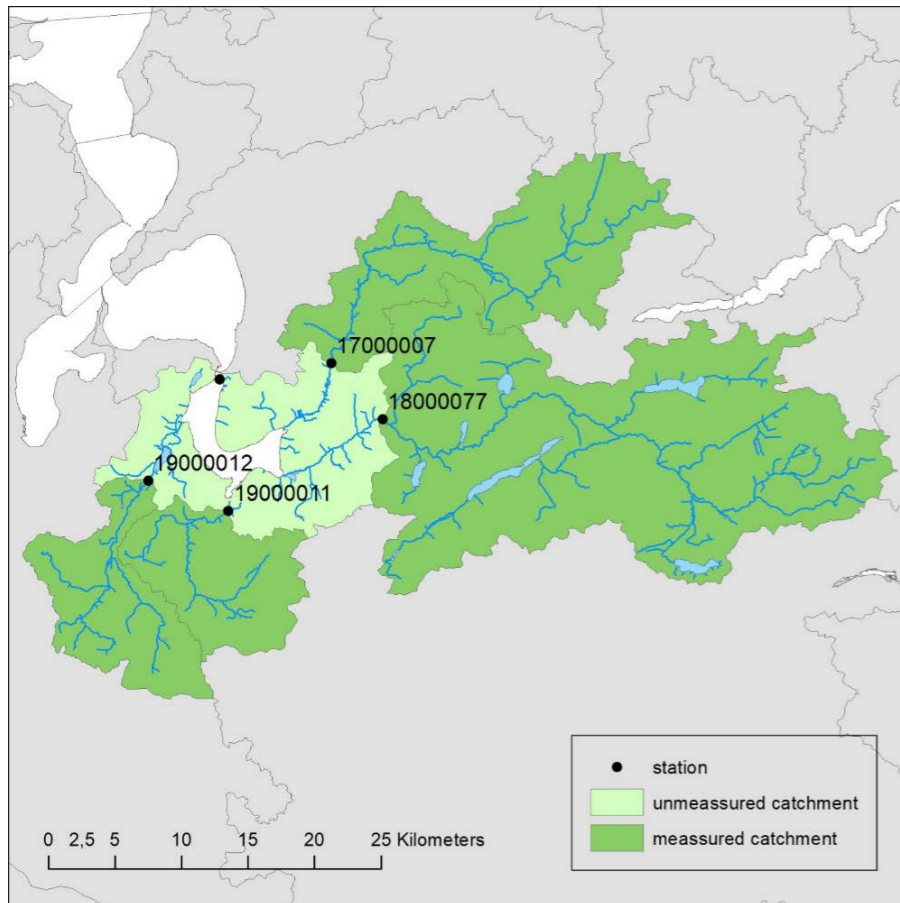 17000007
18000077
19000012
19000011
station
unmeassured catchment
meassured catchment
0 2,5 5 10 15 20 25 Kilometers